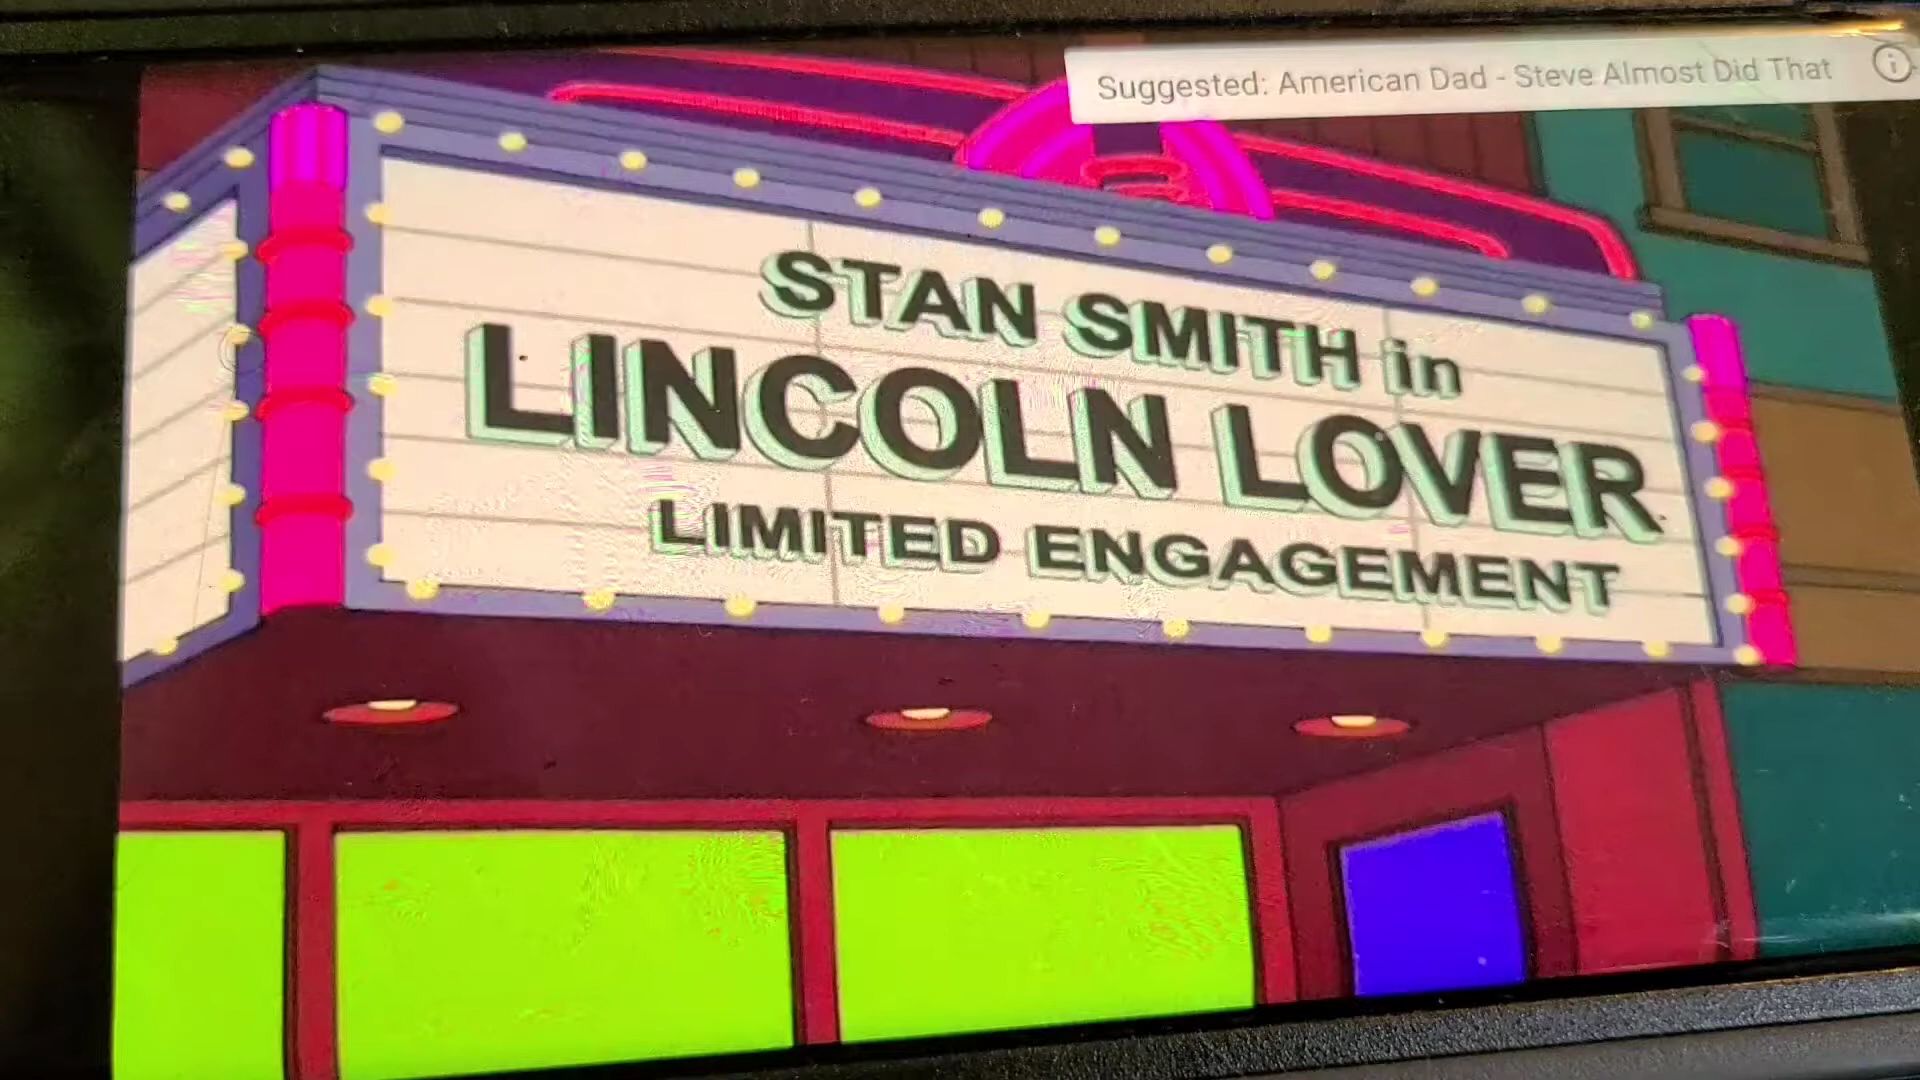 Suggested: American Dad - Steve Almost Did That
STAN SMITH in
LINCOLN LOVER
LIMITED ENGAGEMENT